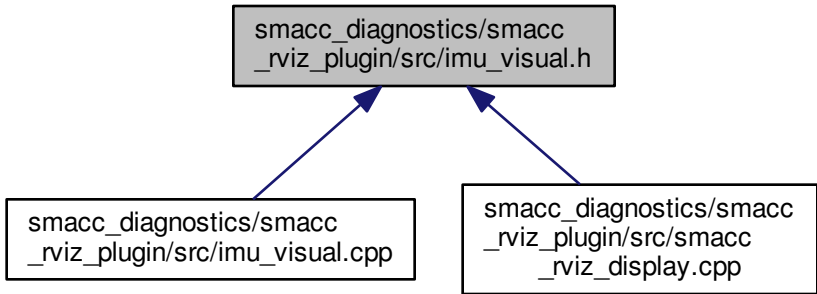 smacc_diagnostics/smacc
_rviz_plugin/src/imu_visual.h
smacc_diagnostics/smacc
_rviz_plugin/src/imu_visual.cpp
smacc_diagnostics/smacc
_rviz_plugin/src/smacc
_rviz_display.cpp